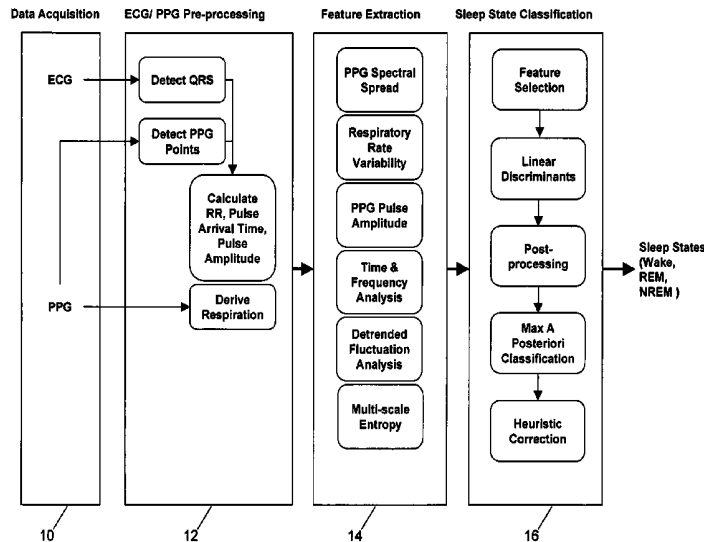 Data Acquisition
ECG/ PPG Pre-processing
Feature Extraction
Sleep State Classification
ECG
PPG
Detect QRS
Detect PPG
Points
Calculate
RR, Pulse
Arrival Time,
Pulse
Amplitude
Derive
Respiration
PPG Spectral
Spread
Respiratory
Rate
Variability
PPG Pulse
Amplitude
Time &
Frequency
Analysis
Detrended
Fluctuation
Analysis
Multi-scale
Entropy
Feature
Selection
Linear
Discriminants
Post-
processing
Max A
Posteriori
Classification
Heuristic
Correction
Sleep States
(Wake,
REM,
NREM )
10
12
14
16